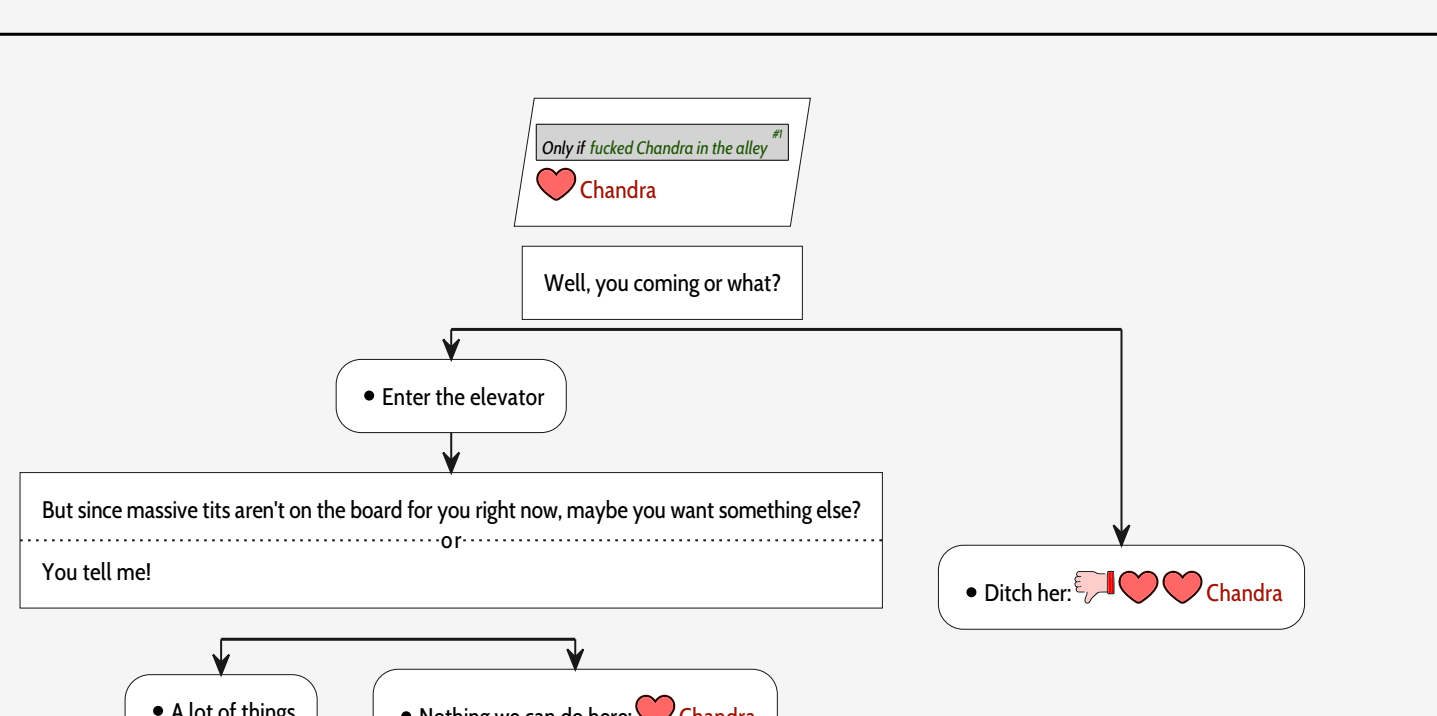 #1
Only if fucked Chandra in the alley
Chandra
Well, you coming or what?
• Enter the elevator
But since massive tits aren't on the board for you right now, maybe you want something else?
or
You tell me!
• Ditch her: Chandra
• A lot of things
• Nothing we can do here: Chandra